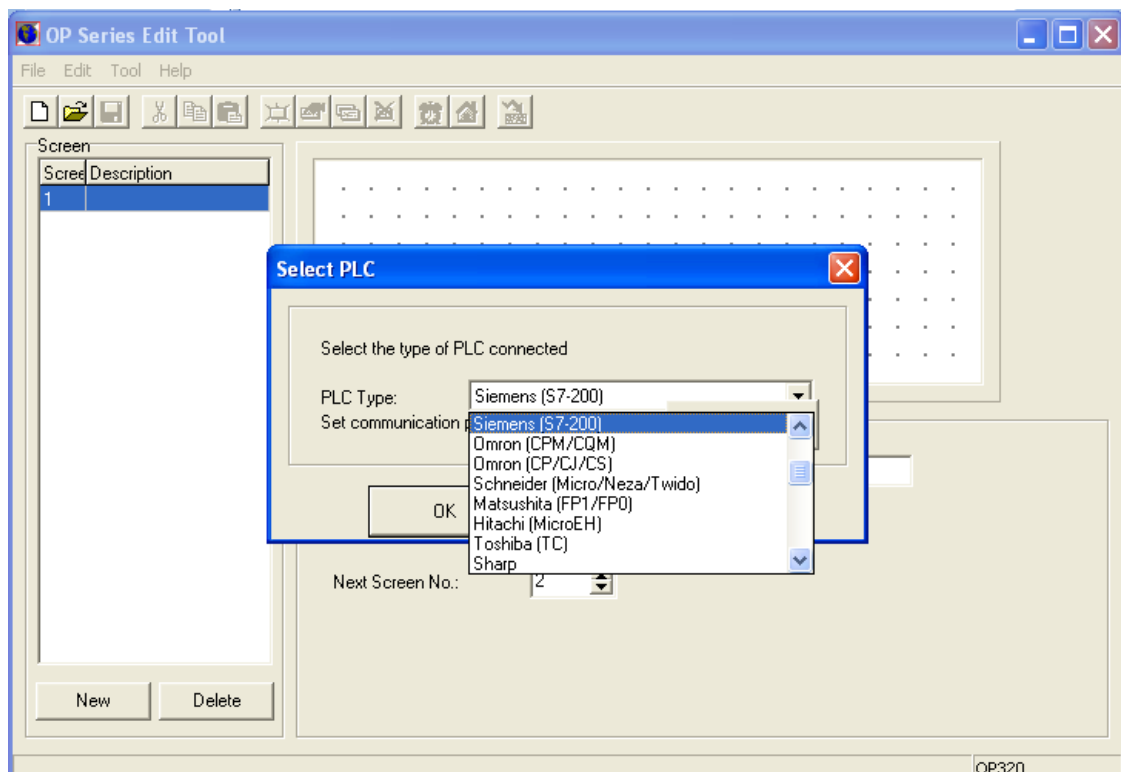 OP Series Edit Tool
File Edit Tool Help
Screen
Scree Description
1
Select PLC
Select the type of PLC connected
PLC Type: Siemens (S7-200)
Set communication
Siemens (S7-200)
Omron (CPM/CQM)
Omron (CP/CJ/CS)
Schneider (Micro/Neza/Twido)
Matsushita (FP1/FP0)
Hitachi (MicroEH)
Toshiba (TC)
Sharp
OK
Next Screen No.: 2
New Delete
OP320